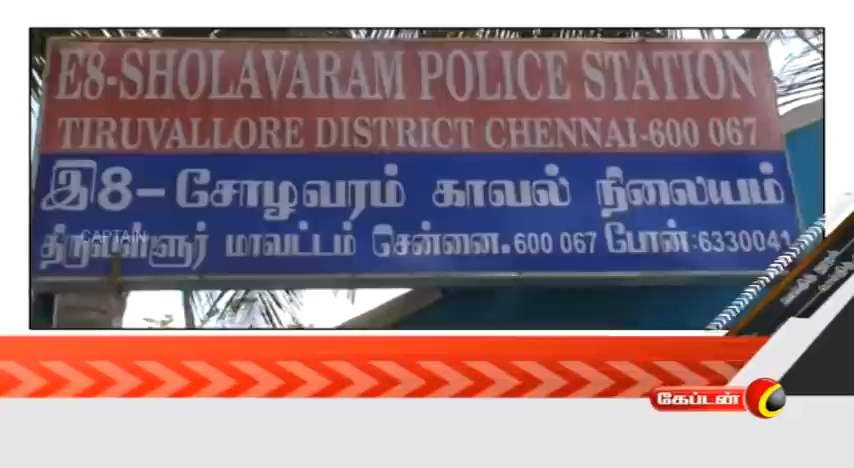 E8-SHOLAVARAM POLICE STATION
TIRUVALLORE DISTRICT CHENNAI-600 067
இ8-சோழவரம் காவல் நிலையம்
திருவள்ளூர் மாவட்டம் சென்னை.600 067 போன்:6330041
CAPTAIN
கேப்டன்